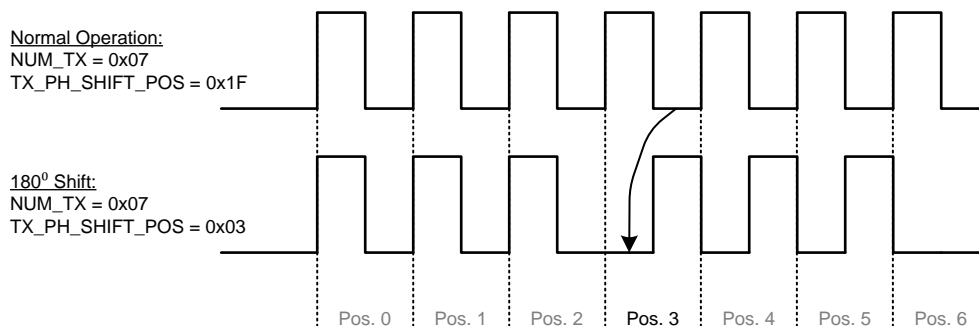 Normal Operation:
NUM_TX = 0x07
TX_PH_SHIFT_POS = 0x1F
180⁰ Shift:
NUM_TX = 0x07
TX_PH_SHIFT_POS = 0x03
Pos. 0 Pos. 1 Pos. 2 Pos. 3 Pos. 4 Pos. 5 Pos. 6